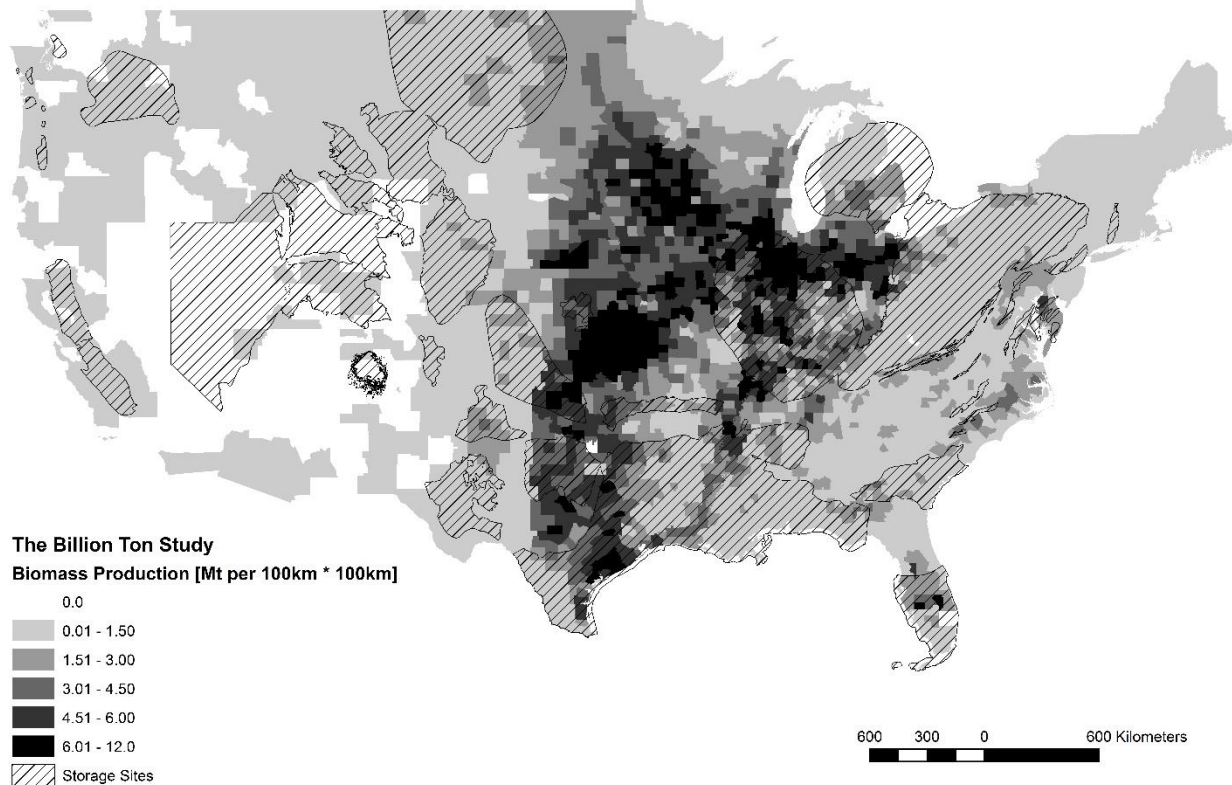 The Billion Ton Study
Biomass Production [Mt per 100km * 100km]
0.0
0.01 - 1.50
1.51 - 3.00
3.01 - 4.50
4.51 - 6.00
6.01 - 12.0
Storage Sites
600 300 0 600 Kilometers